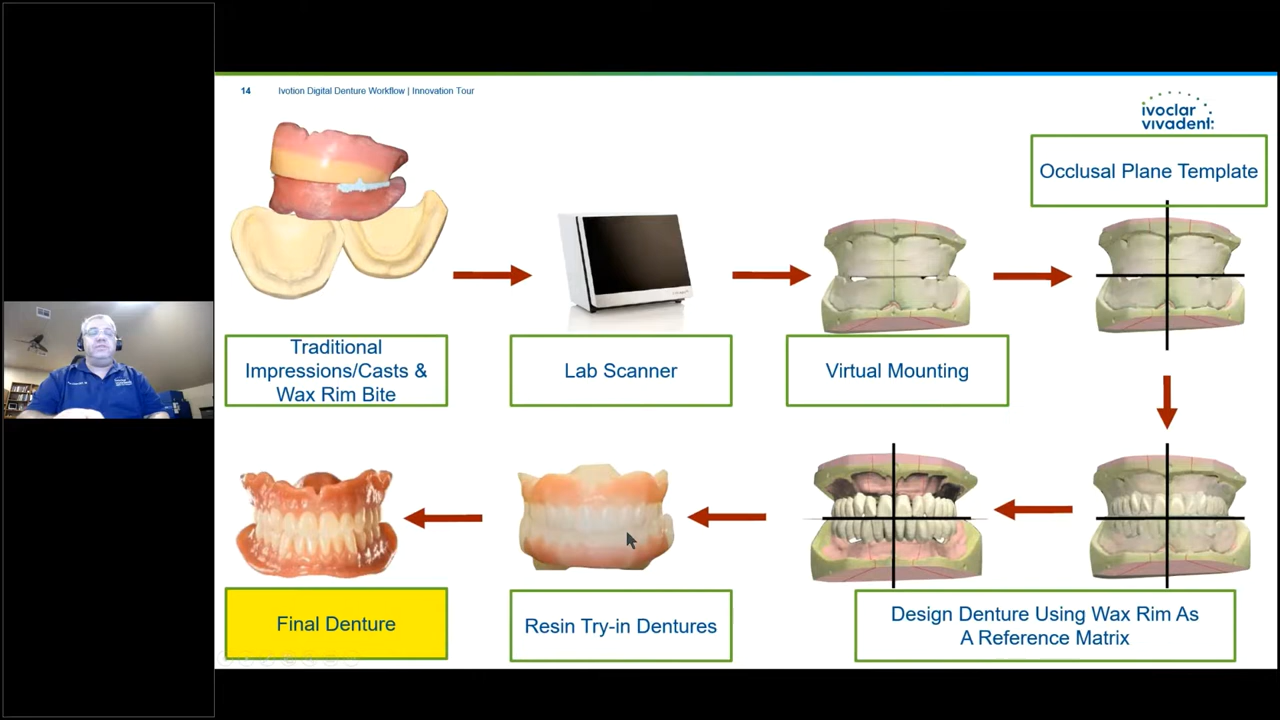 14
Ivotion Digital Denture Workflow | Innovation Tour
ivoclar
vivadent:
Occlusal Plane Template
Traditional
Impressions/Casts &
Wax Rim Bite
Lab Scanner
Virtual Mounting
Final Denture
Resin Try-in Dentures
Design Denture Using Wax Rim As
A Reference Matrix